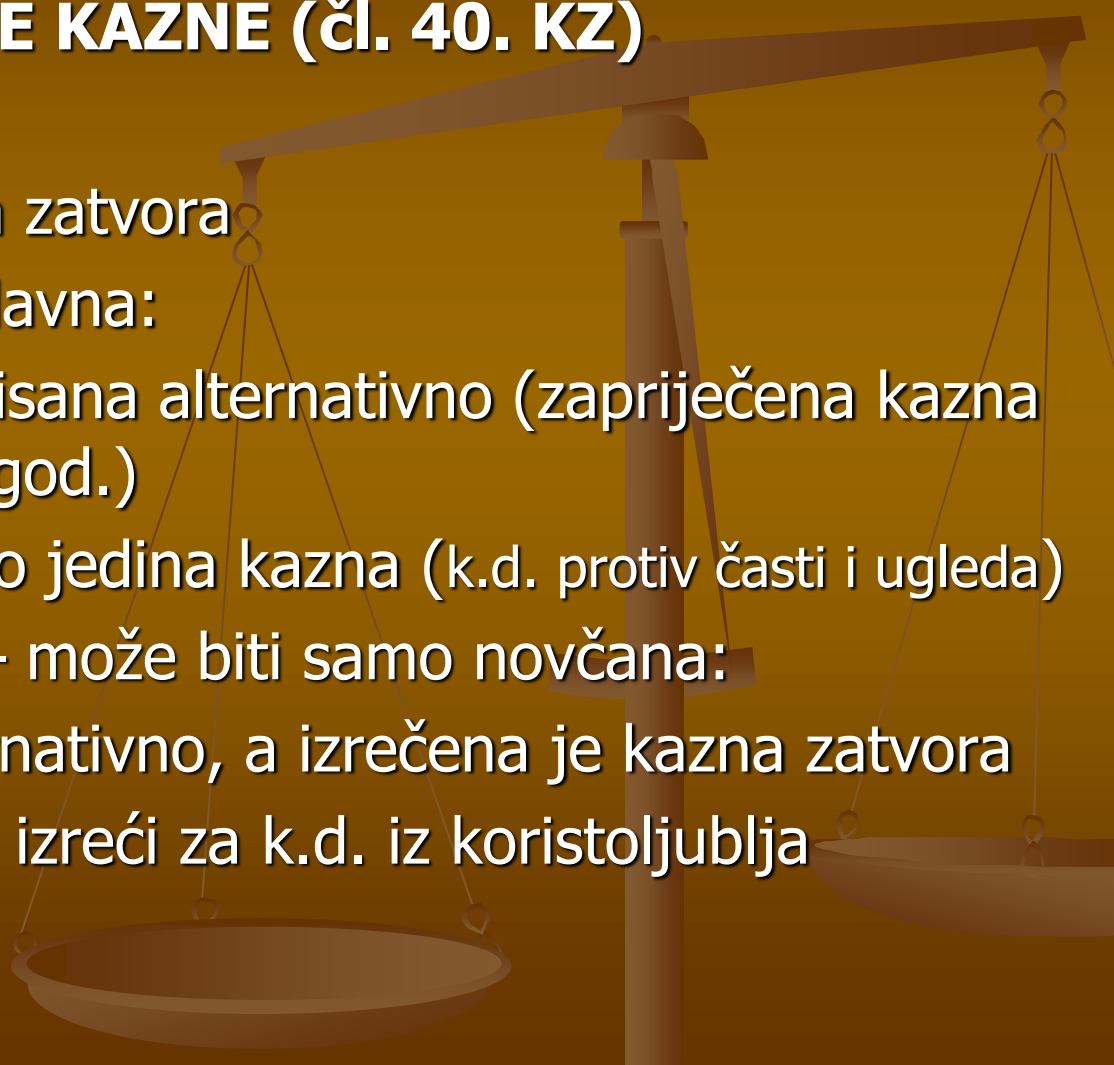 E KAZNE (čl. 40. KZ)
zatvora
lavna:
isana alternativno (zapriječena kazna
god.)
o jedina kazna (k.d. protiv časti i ugleda)
- može biti samo novčana:
nativno, a izrečena je kazna zatvora
izreći za k.d. iz koristoljublja